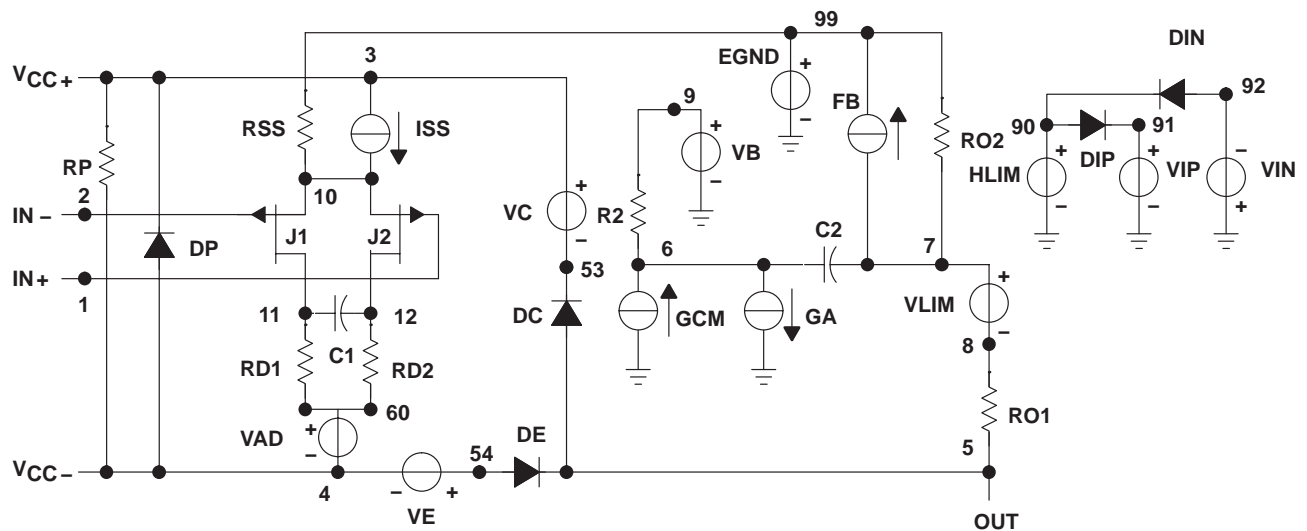 99
DIN
3
VCC+
EGND
+
92
9
FB
+
RSS
ISS
90
91
RP
VB
RO2
DIP
2
10
HLIM
VIP
VIN
IN −
VC
R2
J1
J2
C2
DP
6
7
IN+
53
1
VLIM
11
12
DC
GCM
GA
C1
8
RD1
RD2
60
RO1
VAD
DE
54
5
VCC−
4
VE
OUT